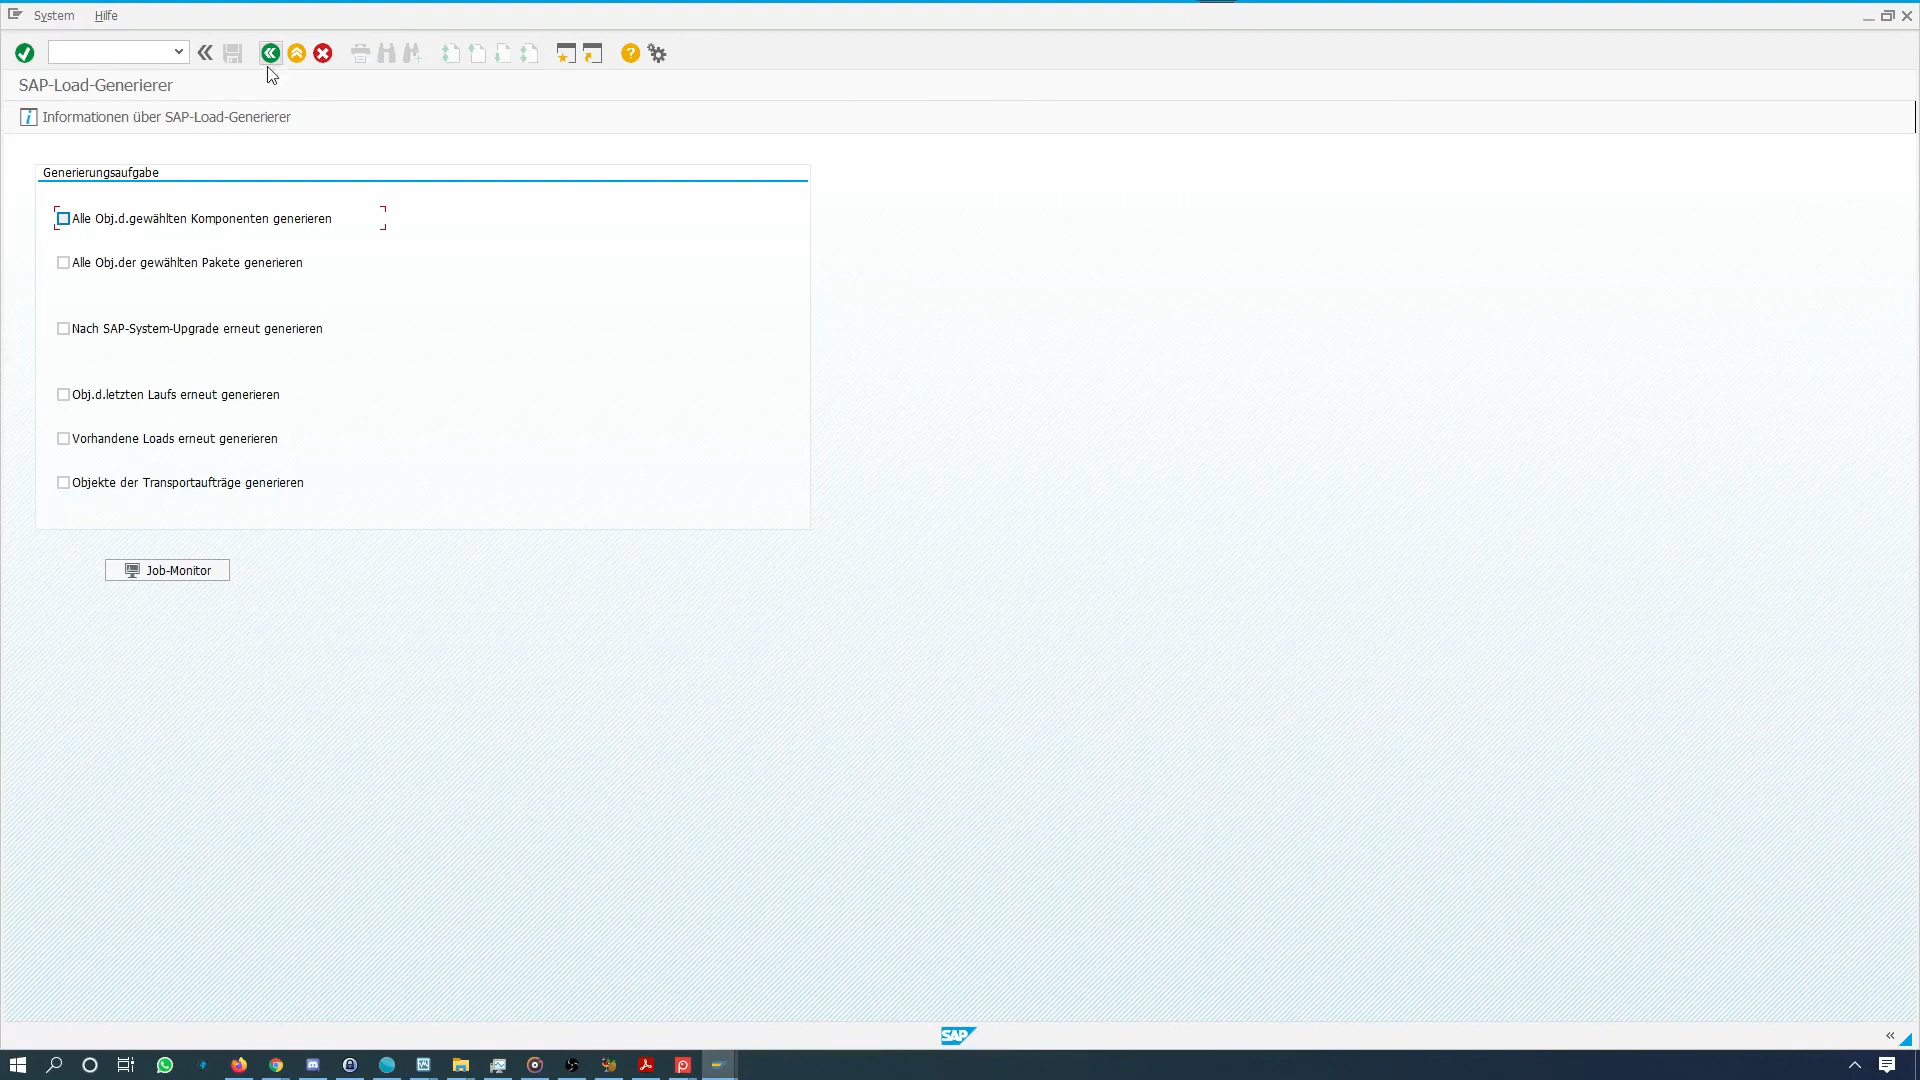 System Hilfe
SAP-Load-Generierer
Informationen über SAP-Load-Generierer
Generierungsaufgabe
Alle Obj.d.gewählten Komponenten generieren
Alle Obj.der gewählten Pakete generieren
Nach SAP-System-Upgrade erneut generieren
Obj.d.letzten Laufs erneut generieren
Vorhandene Loads erneut generieren
Objekte der Transportaufträge generieren
Job-Monitor
SAP